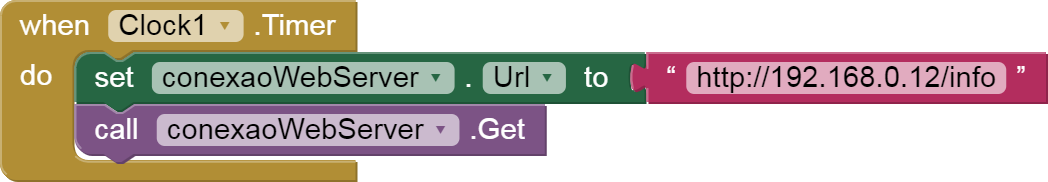 when Clock1 .Timer
do set conexaoWebServer . Url to “ http://192.168.0.12/info ”
call conexaoWebServer .Get